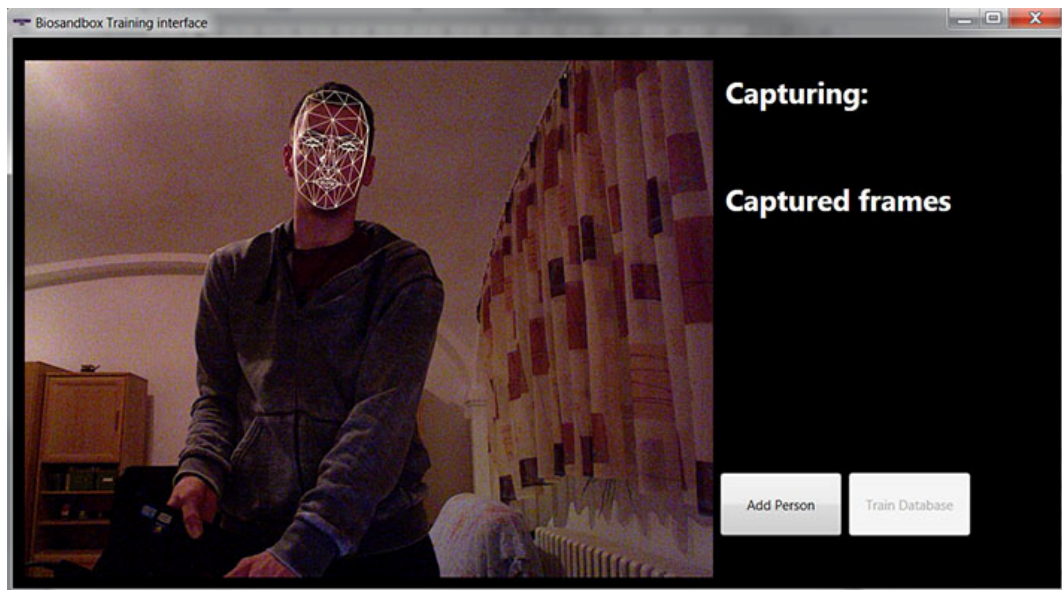 Biosandbox Training interface
Capturing:
Captured frames
Add Person
Train Database